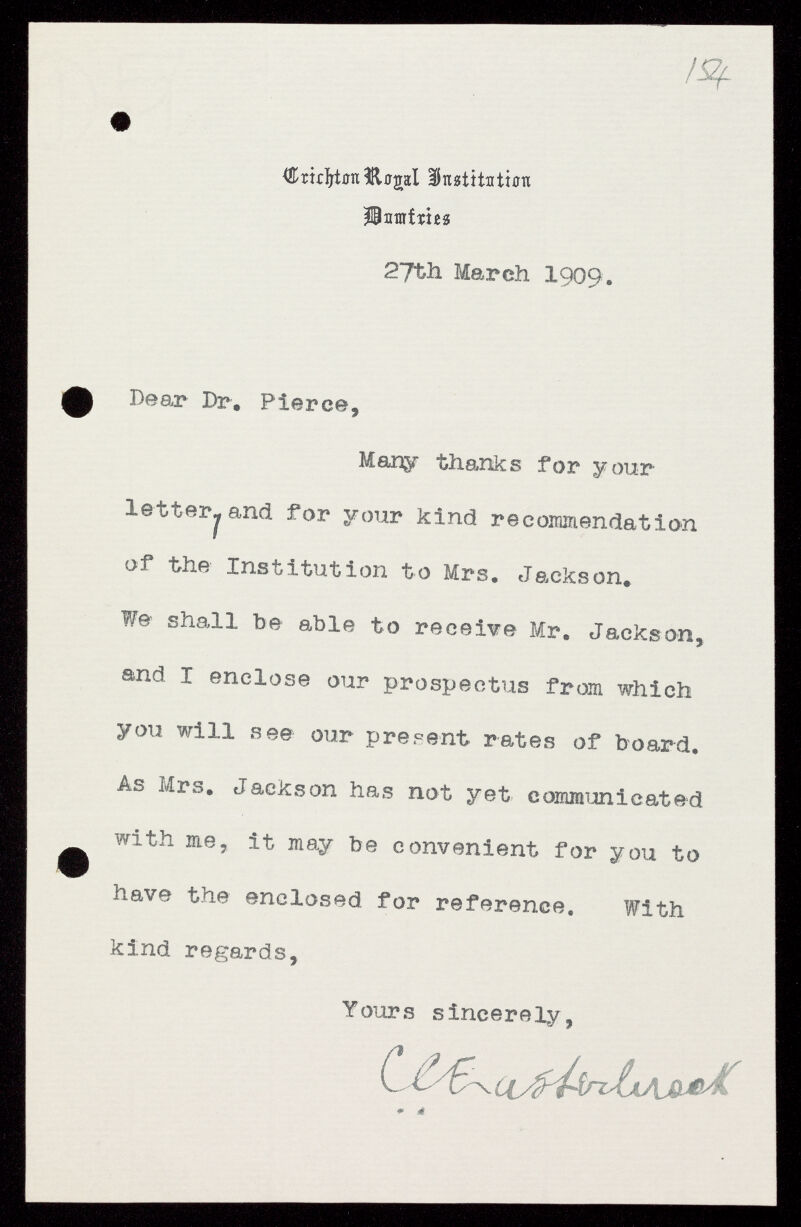 154
Crichton Royal Institution
Dumfries
27th March 1909.
Dear Dr. Pierce,
Many thanks for your
letter, and for your kind recommendation
of the Institution to Mrs. Jackson.
We shall be able to receive Mr. Jackson,
and I enclose our prospectus from which
you will see our present rates of board.
As Mrs. Jackson has not yet communicated
with me, it may be convenient for you to
have the enclosed for reference. With
kind regards,
Yours sincerely,
CCEasterbrook